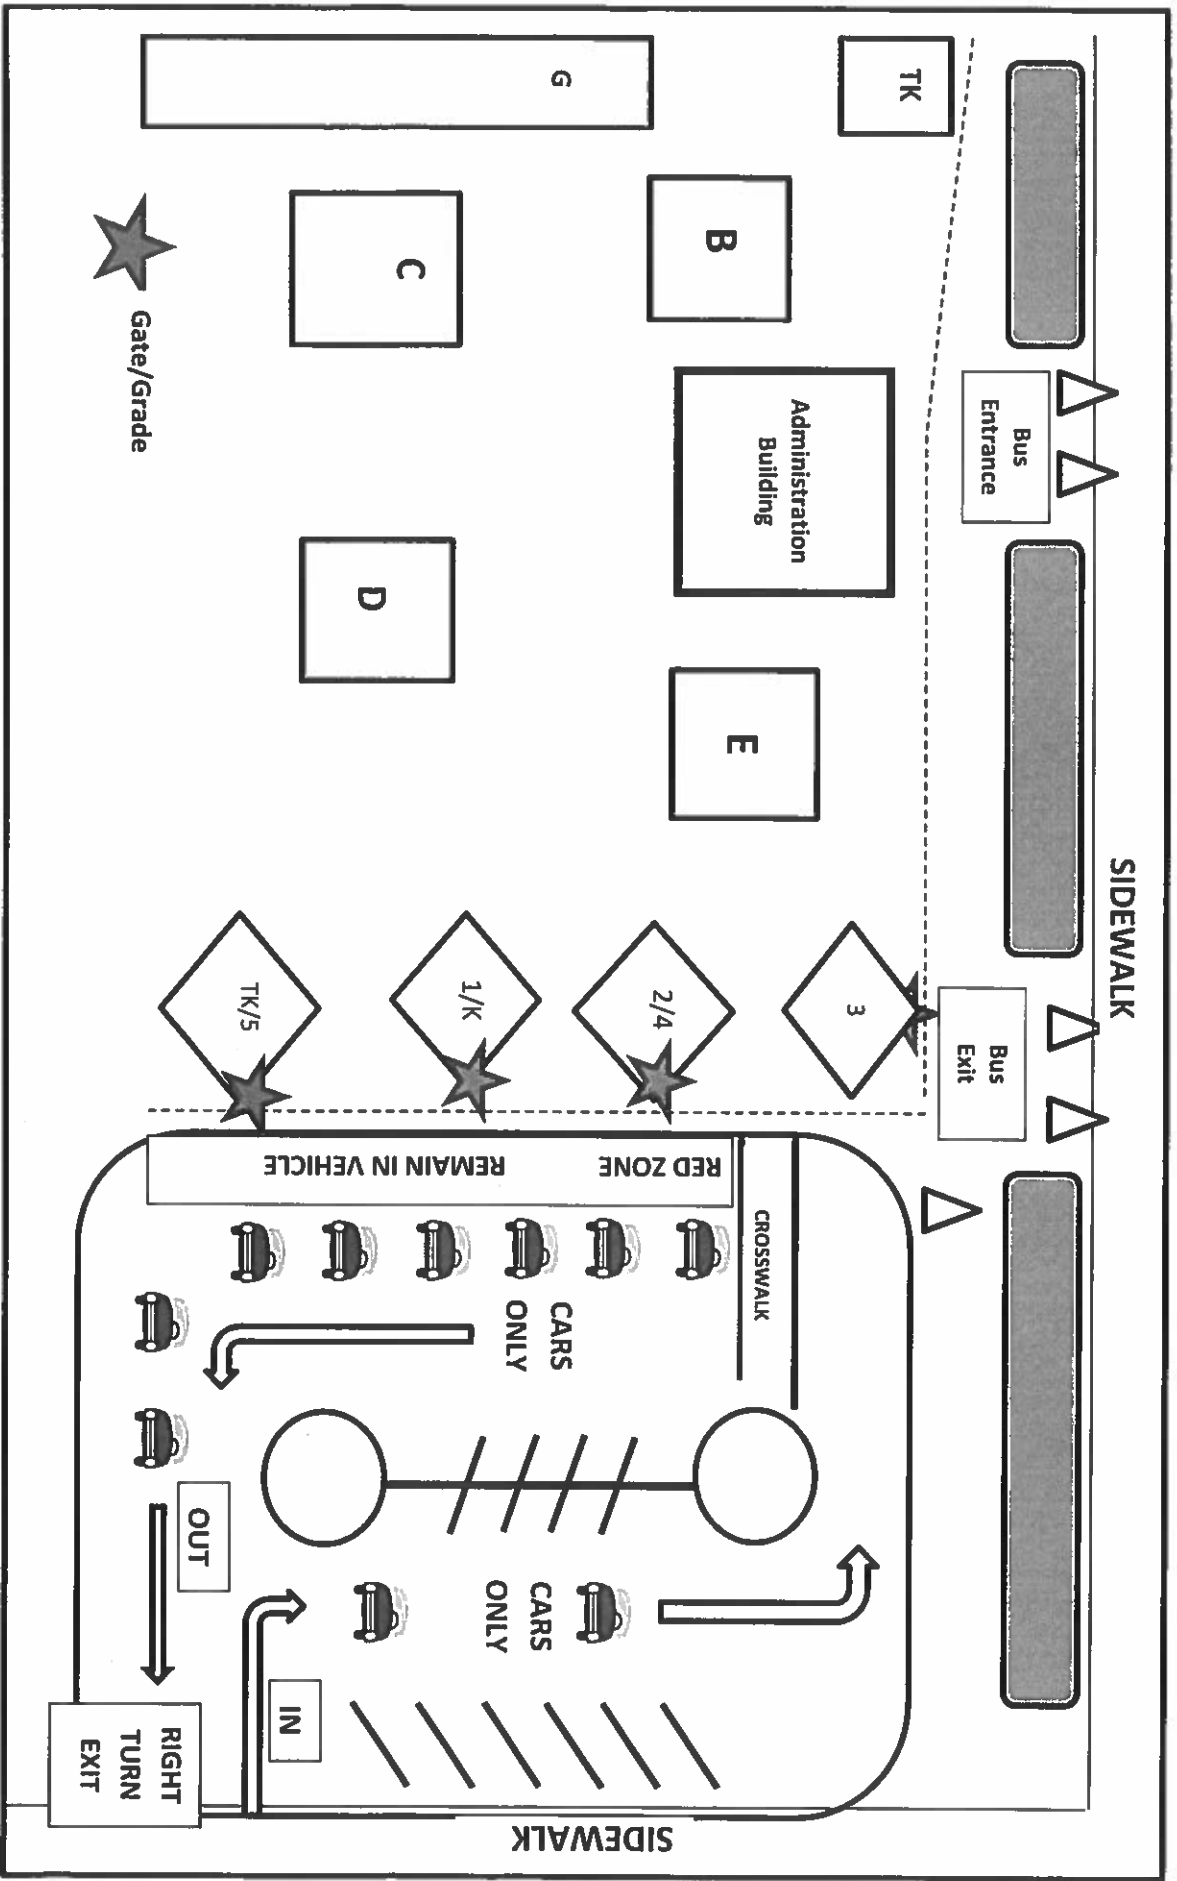 SIDEWALK
Bus
Entrance
Bus
Exit
TK
B
Administration
Building
E
3
G
C
D
2/4
1/K
TK/5
Gate/Grade
CROSSWALK
RED ZONE
REMAIN IN VEHICLE
CARS
ONLY
CARS
ONLY
OUT
IN
RIGHT
TURN
EXIT
SIDEWALK